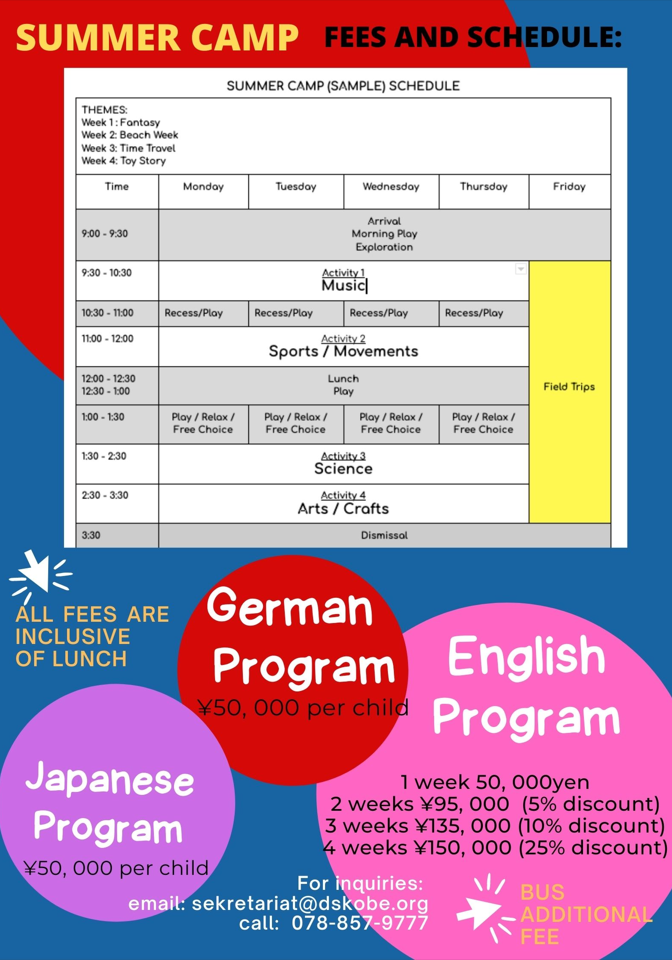 SUMMER CAMP FEES AND SCHEDULE:
SUMMER CAMP (SAMPLE) SCHEDULE
THEMES:
Week 1 : Fantasy
Week 2: Beach Week
Week 3: Time Travel
Week 4: Toy Story
Time Monday Tuesday Wednesday Thursday Friday
9:00 - 9:30
Arrival
Morning Play
Exploration
9:30 - 10:30
Activity 1
Music
10:30 - 11:00 Recess/Play Recess/Play Recess/Play Recess/Play
11:00 - 12:00
Activity 2
Sports / Movements
12:00 - 12:30 Lunch
12:30 - 1:00 Play
Field Trips
1:00 - 1:30 Play / Relax / Play / Relax / Play / Relax / Play / Relax /
Free Choice Free Choice Free Choice Free Choice
1:30 - 2:30
Activity 3
Science
2:30 - 3:30
Activity 4
Arts / Crafts
3:30 Dismissal
ALL FEES ARE
INCLUSIVE
OF LUNCH
German
Program
¥50, 000 per child
English
Program
1 week 50, 000yen
2 weeks ¥95, 000 (5% discount)
3 weeks ¥135, 000 (10% discount)
4 weeks ¥150, 000 (25% discount)
Japanese
Program
¥50, 000 per child
For inquiries:
email: sekretariat@dskobe.org
call: 078-857-9777
BUS
ADDITIONAL
FEE